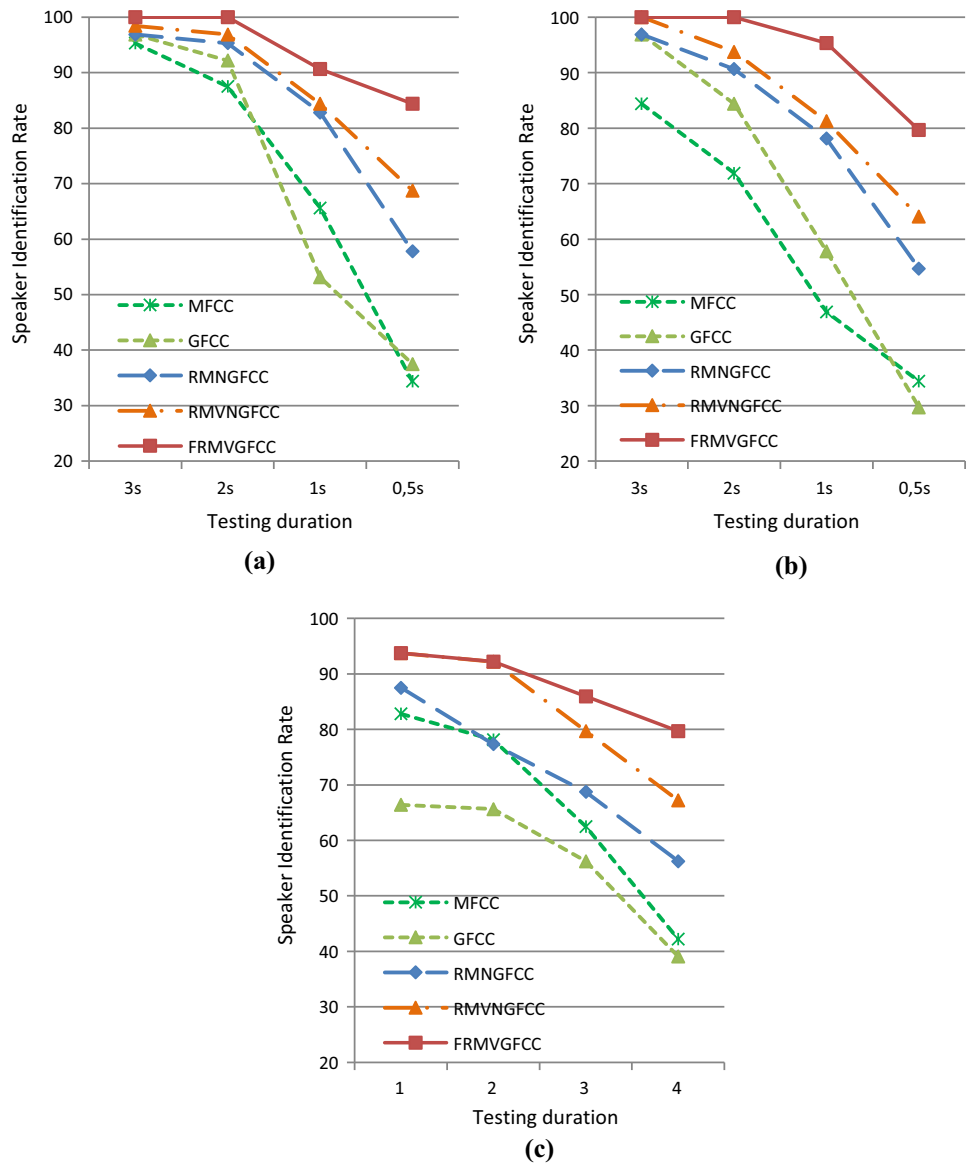 100
90
80
70
60
50
40
30
20
Speaker Identification Rate
MFCC
GFCC
RMNGFCC
RMVNGFCC
FRMVGFCC
3s 2s 1s 0,5s
Testing duration
(a)
100
90
80
70
60
50
40
30
20
Speaker Identification Rate
MFCC
GFCC
RMNGFCC
RMVNGFCC
FRMVGFCC
3s 2s 1s 0,5s
Testing duration
(b)
100
90
80
70
60
50
40
30
20
Speaker Identification Rate
MFCC
GFCC
RMNGFCC
RMVNGFCC
FRMVGFCC
1 2 3 4
Testing duration
(c)